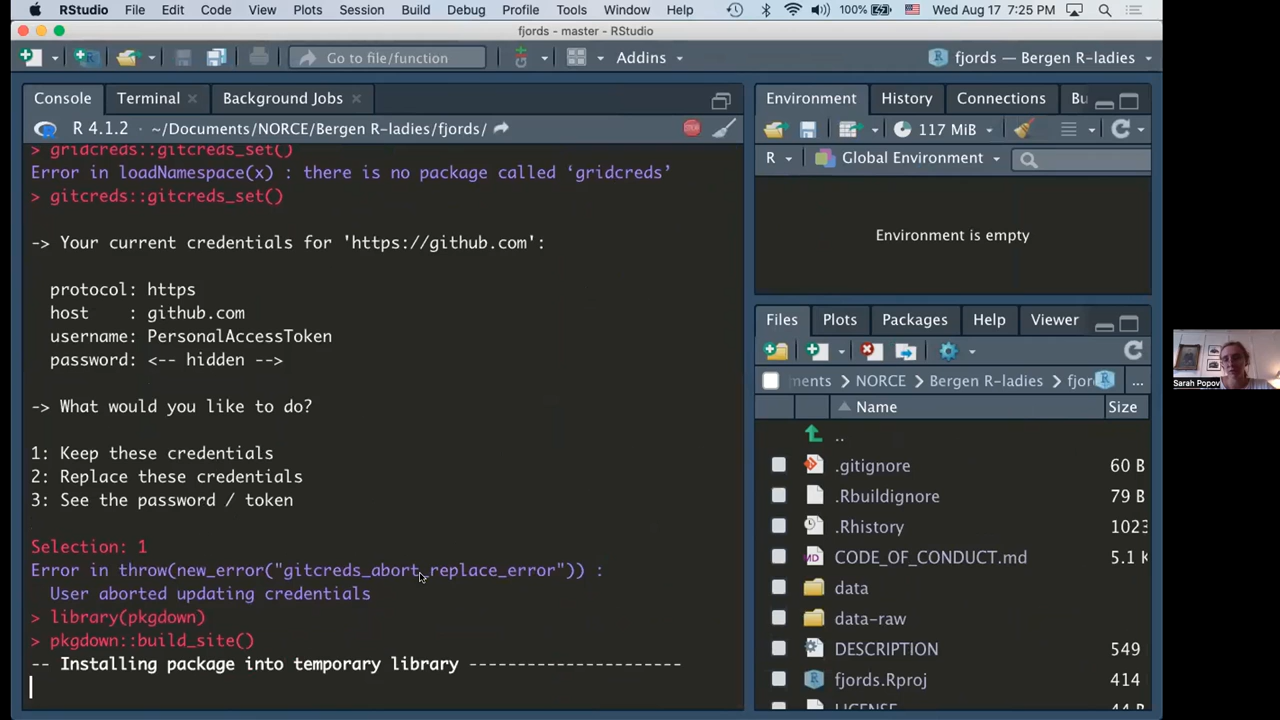 RStudio File Edit Code View Plots Session Build Debug Profile Tools Window Help 100% Wed Aug 17 7:25 PM
fjords - master - RStudio
Go to file/function Addins fjords — Bergen R-ladies
Console Terminal Background Jobs
R 4.1.2 · ~/Documents/NORCE/Bergen R-ladies/fjords/
> gridcreds::gitcreds_set()
Error in loadNamespace(x) : there is no package called ‘gridcreds’
> gitcreds::gitcreds_set()
-> Your current credentials for 'https://github.com':
protocol: https
host : github.com
username: PersonalAccessToken
password: <-- hidden -->
-> What would you like to do?
1: Keep these credentials
2: Replace these credentials
3: See the password / token
Selection: 1
Error in throw(new_error("gitcreds_abort_replace_error")) :
User aborted updating credentials
> library(pkgdown)
> pkgdown::build_site()
-- Installing package into temporary library -----------------------
Environment History Connections Bu
117 MiB
R Global Environment
Environment is empty
Files Plots Packages Help Viewer
ments NORCE Bergen R-ladies fjor ...
Name Size
..
.gitignore 60 B
.Rbuildignore 79 B
.Rhistory 1023
CODE_OF_CONDUCT.md 5.1 K
data
data-raw
DESCRIPTION 549
fjords.Rproj 414
LICENSE 44 B
Sarah Popov